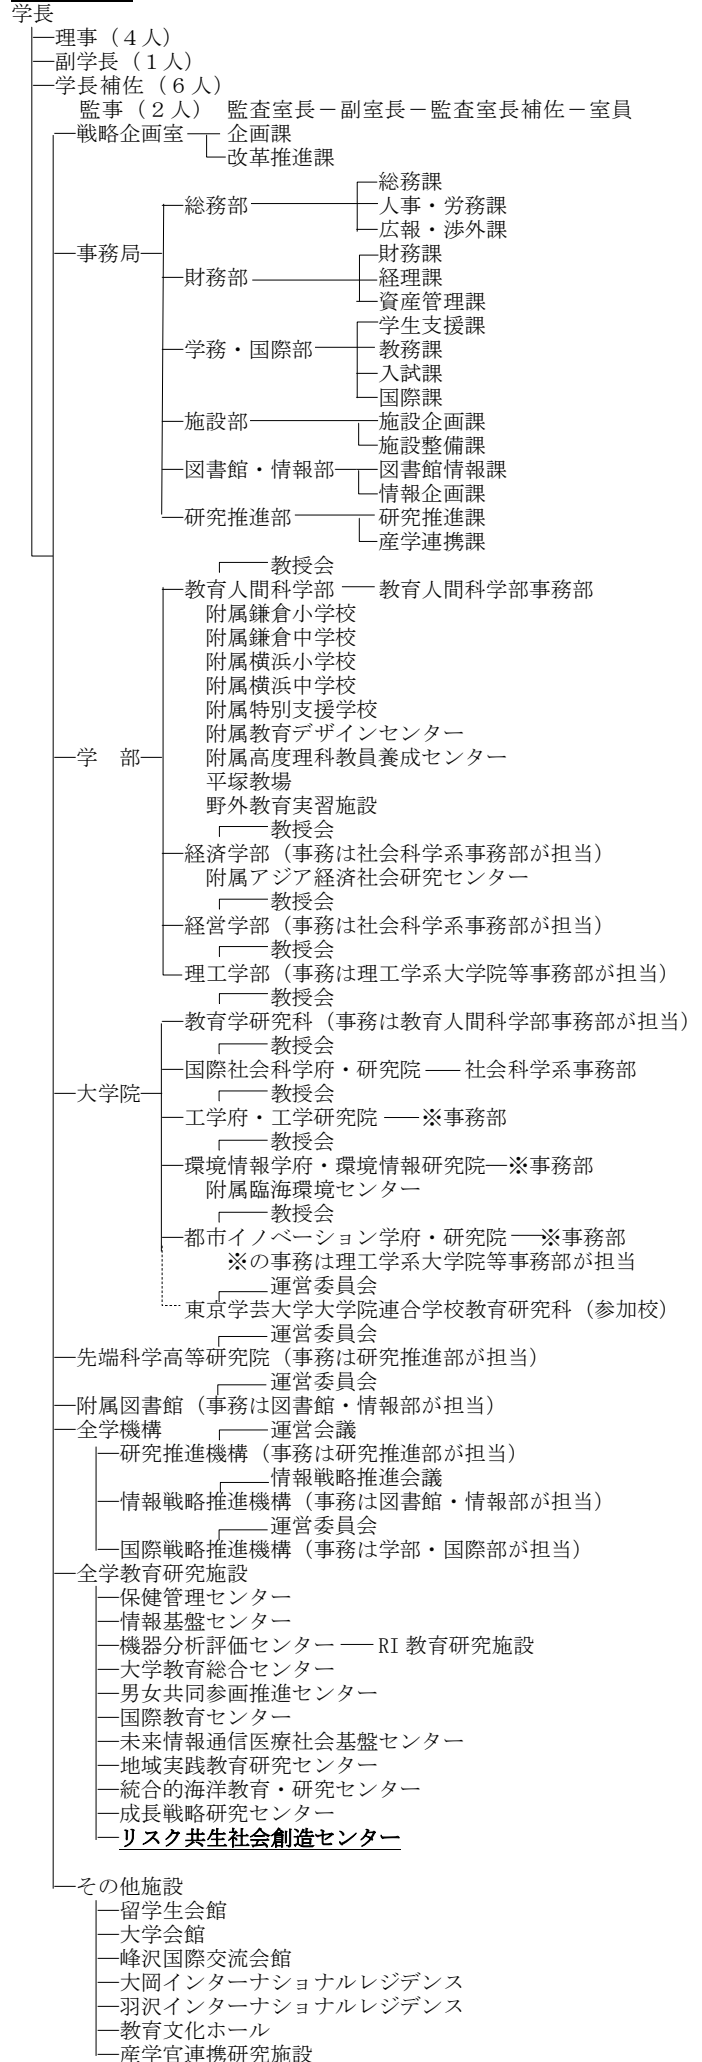 学長
理事（４人）
副学長（１人）
学長補佐（６人）
監事（２人） 監査室長－副室長－監査室長補佐－室員
戦略企画室 企画課
改革推進課
総務課
総務部 人事・労務課
広報・渉外課
事務局 財務課
財務部 経理課
資産管理課
学生支援課
学務・国際部 教務課
入試課
国際課
施設部 施設企画課
施設整備課
図書館・情報部 図書館情報課
情報企画課
研究推進部 研究推進課
産学連携課
教授会
教育人間科学部 教育人間科学部事務部
附属鎌倉小学校
附属鎌倉中学校
附属横浜小学校
附属横浜中学校
附属特別支援学校
附属教育デザインセンター
学　部 附属高度理科教員養成センター
平塚教場
野外教育実習施設
教授会
経済学部（事務は社会科学系事務部が担当）
附属アジア経済社会研究センター
教授会
経営学部（事務は社会科学系事務部が担当）
教授会
理工学部（事務は理工学系大学院等事務部が担当）
教授会
教育学研究科（事務は教育人間科学部事務部が担当）
教授会
国際社会科学府・研究院 社会科学系事務部
大学院 教授会
工学府・工学研究院 ※事務部
教授会
環境情報学府・環境情報研究院 ※事務部
附属臨海環境センター
教授会
都市イノベーション学府・研究院 ※事務部
※の事務は理工学系大学院等事務部が担当
運営委員会
東京学芸大学大学院連合学校教育研究科（参加校）
運営委員会
先端科学高等研究院（事務は研究推進部が担当）
運営委員会
附属図書館（事務は図書館・情報部が担当）
全学機構 運営会議
研究推進機構（事務は研究推進部が担当）
情報戦略推進会議
情報戦略推進機構（事務は図書館・情報部が担当）
運営委員会
国際戦略推進機構（事務は学部・国際部が担当）
全学教育研究施設
保健管理センター
情報基盤センター
機器分析評価センター RI 教育研究施設
大学教育総合センター
男女共同参画推進センター
国際教育センター
未来情報通信医療社会基盤センター
地域実践教育研究センター
統合的海洋教育・研究センター
成長戦略研究センター
リスク共生社会創造センター
その他施設
留学生会館
大学会館
峰沢国際交流会館
大岡インターナショナルレジデンス
羽沢インターナショナルレジデンス
教育文化ホール
産学官連携研究施設